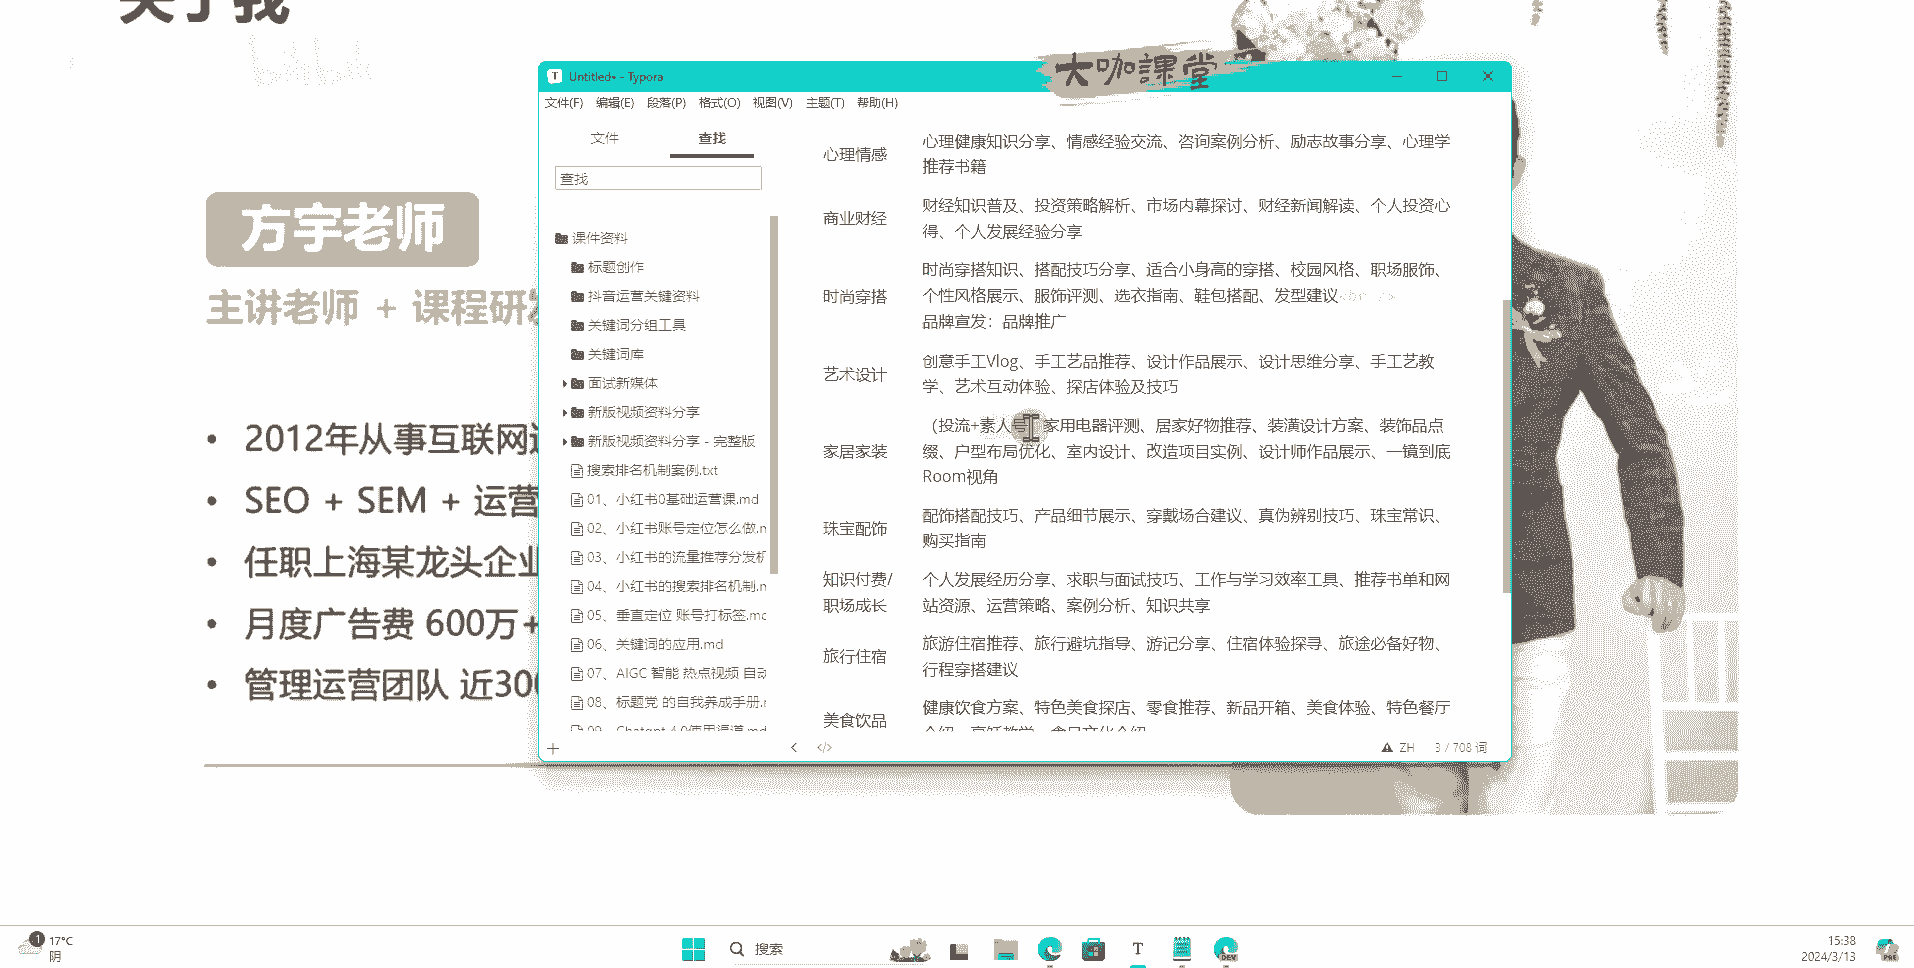 关于我
bilibili
大咖課堂
方宇老师
主讲老师 + 课程研
2012年从事互联网
SEO + SEM + 运营
任职上海某龙头企业
月度广告费 600万+
管理运营团队 近300
Untitled• - Typora
文件(F) 编辑(E) 段落(P) 格式(O) 视图(V) 主题(T) 帮助(H)
文件 查找
查找
课件资料
标题创作
抖音运营关键资料
关键词分组工具
关键词库
面试新媒体
新版视频资料分享
新版视频资料分享 - 完整版
搜索排名机制案例.txt
01、小红书0基础运营课.md
02、小红书账号定位怎么做.m
03、小红书的流量推荐分发机
04、小红书的搜索排名机制.m
05、垂直定位 账号打标签.md
06、关键词的应用.md
07、AIGC 智能 热点视频 自动
08、标题党 的自我养成手册.
09、Chatgpt 4.0使用渠道.md
心理情感
心理健康知识分享、情感经验交流、咨询案例分析、励志故事分享、心理学
推荐书籍
商业财经
财经知识普及、投资策略解析、市场内幕探讨、财经新闻解读、个人投资心
得、个人发展经验分享
时尚穿搭
时尚穿搭知识、搭配技巧分享、适合小身高的穿搭、校园风格、职场服饰、
个性风格展示、服饰评测、选衣指南、鞋包搭配、发型建议<br />
品牌宣发：品牌推广
艺术设计
创意手工Vlog、手工艺品推荐、设计作品展示、设计思维分享、手工艺教
学、艺术互动体验、探店体验及技巧
家居家装
（投流+素人号 家用电器评测、居家好物推荐、装潢设计方案、装饰品点
缀、户型布局优化、室内设计、改造项目实例、设计师作品展示、一镜到底
Room视角
珠宝配饰
配饰搭配技巧、产品细节展示、穿戴场合建议、真伪辨别技巧、珠宝常识、
购买指南
知识付费/
职场成长
个人发展经历分享、求职与面试技巧、工作与学习效率工具、推荐书单和网
站资源、运营策略、案例分析、知识共享
旅行住宿
旅游住宿推荐、旅行避坑指导、游记分享、住宿体验探寻、旅途必备好物、
行程穿搭建议
美食饮品
健康饮食方案、特色美食探店、零食推荐、新品开箱、美食体验、特色餐厅
介绍、烹饪教学、食品文化介绍
ZH 3 / 708 词
1 17°C
阴
搜索
T
DEV
15:38
2024/3/13
PRE